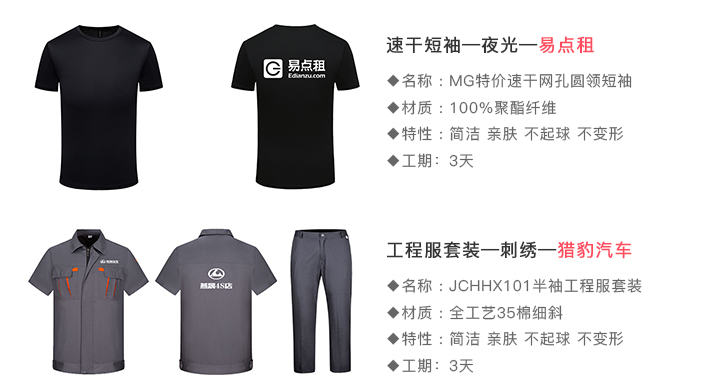 速干短袖—夜光—易点租
易点租
Edianzu.com
◆名称：MG特价速干网孔圆领短袖
◆材质：100%聚酯纤维
◆特性：简洁 亲肤 不起球 不变形
◆工期：3天
工程服套装—刺绣—猎豹汽车
◆名称：JCHHX101半袖工程服套装
◆材质：全工艺35棉细斜
◆特性：简洁 亲肤 不起球 不变形
◆工期：3天